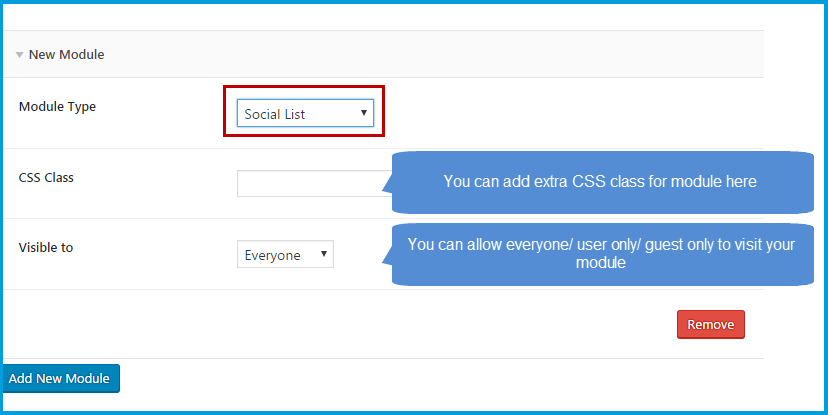 New Module
Module Type
Social List
CSS Class
You can add extra CSS class for module here
Visible to
Everyone
You can allow everyone/ user only/ guest only to visit your
module
Remove
Add New Module